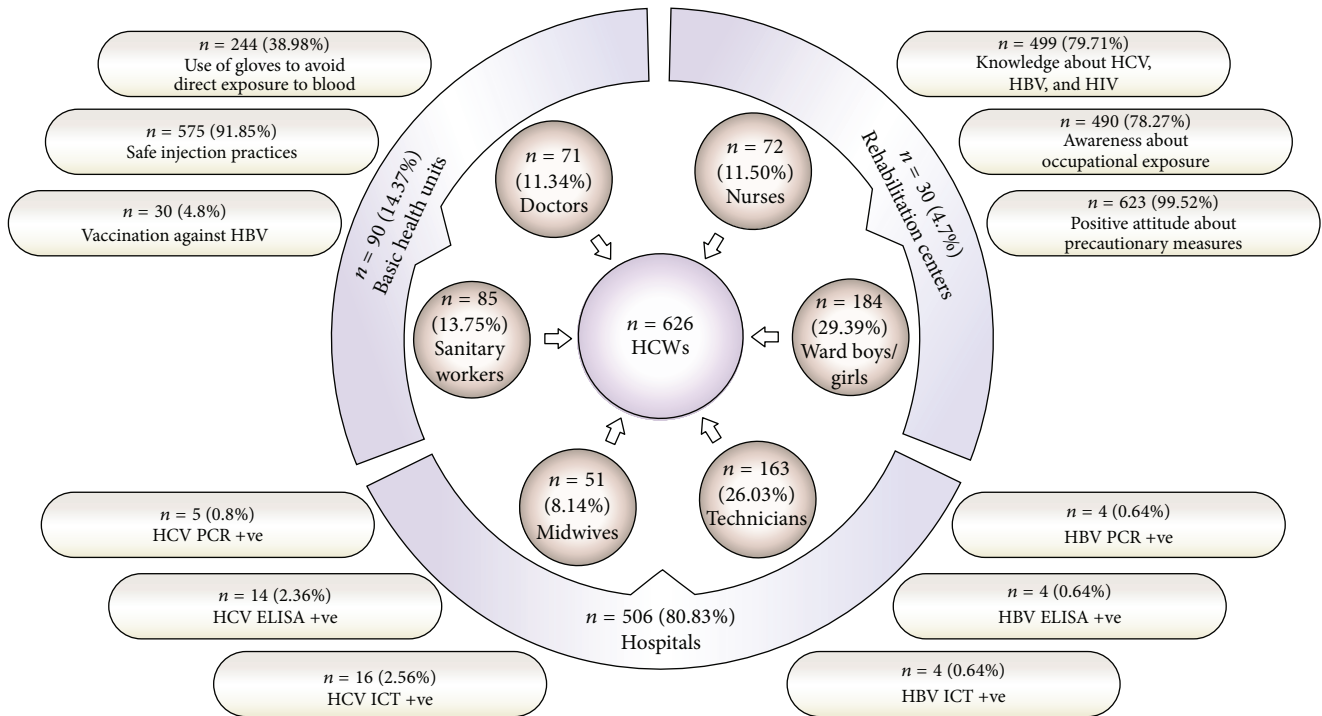 n = 244 (38.98%)
Use of gloves to avoid
direct exposure to blood
n = 575 (91.85%)
Safe injection practices
n = 30 (4.8%)
Vaccination against HBV
n = 90 (14.37%)
Basic health units
n = 499 (79.71%)
Knowledge about HCV,
HBV, and HIV
n = 490 (78.27%)
Awareness about
occupational exposure
n = 623 (99.52%)
Positive attitude about
precautionary measures
n = 30 (4.7%)
Rehabilitation centers
n = 71
(11.34%)
Doctors
n = 72
(11.50%)
Nurses
n = 85
(13.75%)
Sanitary
workers
n = 626
HCWs
n = 184
(29.39%)
Ward boys/
girls
n = 51
(8.14%)
Midwives
n = 163
(26.03%)
Technicians
n = 506 (80.83%)
Hospitals
n = 5 (0.8%)
HCV PCR +ve
n = 14 (2.36%)
HCV ELISA +ve
n = 16 (2.56%)
HCV ICT +ve
n = 4 (0.64%)
HBV PCR +ve
n = 4 (0.64%)
HBV ELISA +ve
n = 4 (0.64%)
HBV ICT +ve